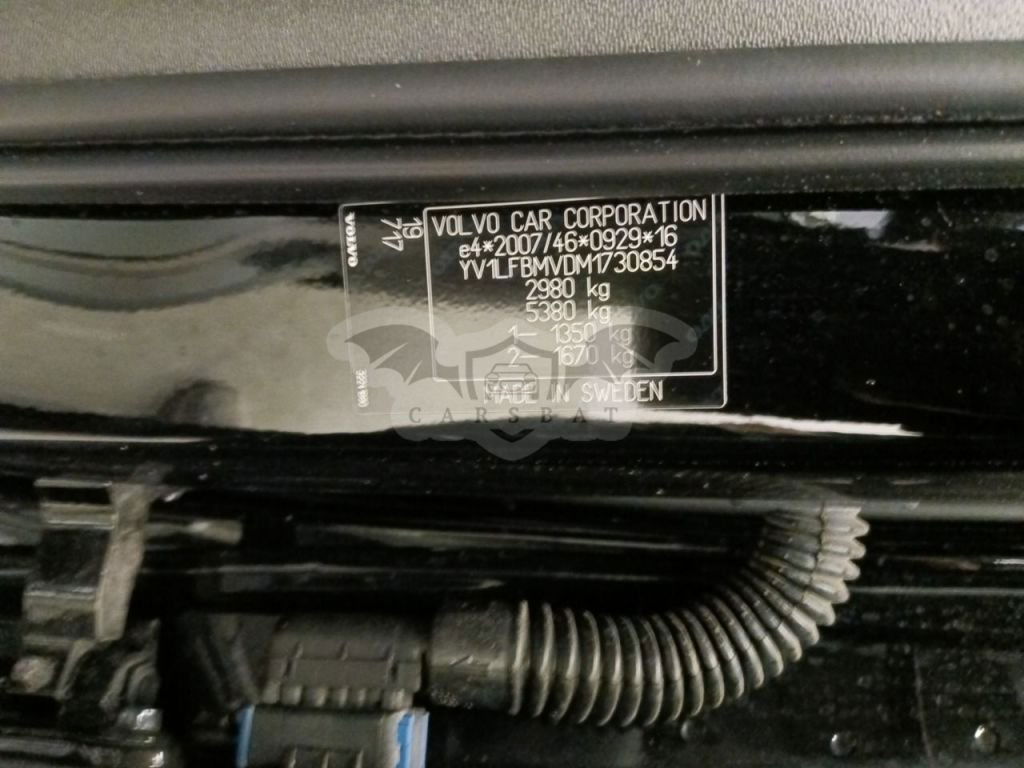 VOLVO
717
19
VOLVO CAR CORPORATION
e4*2007/46*0929*16
YV1LFBMVDM1730854
2980 kg
5380 kg
1— 1350 kg
2— 1670 kg
MADE IN SWEDEN
CARSBAT